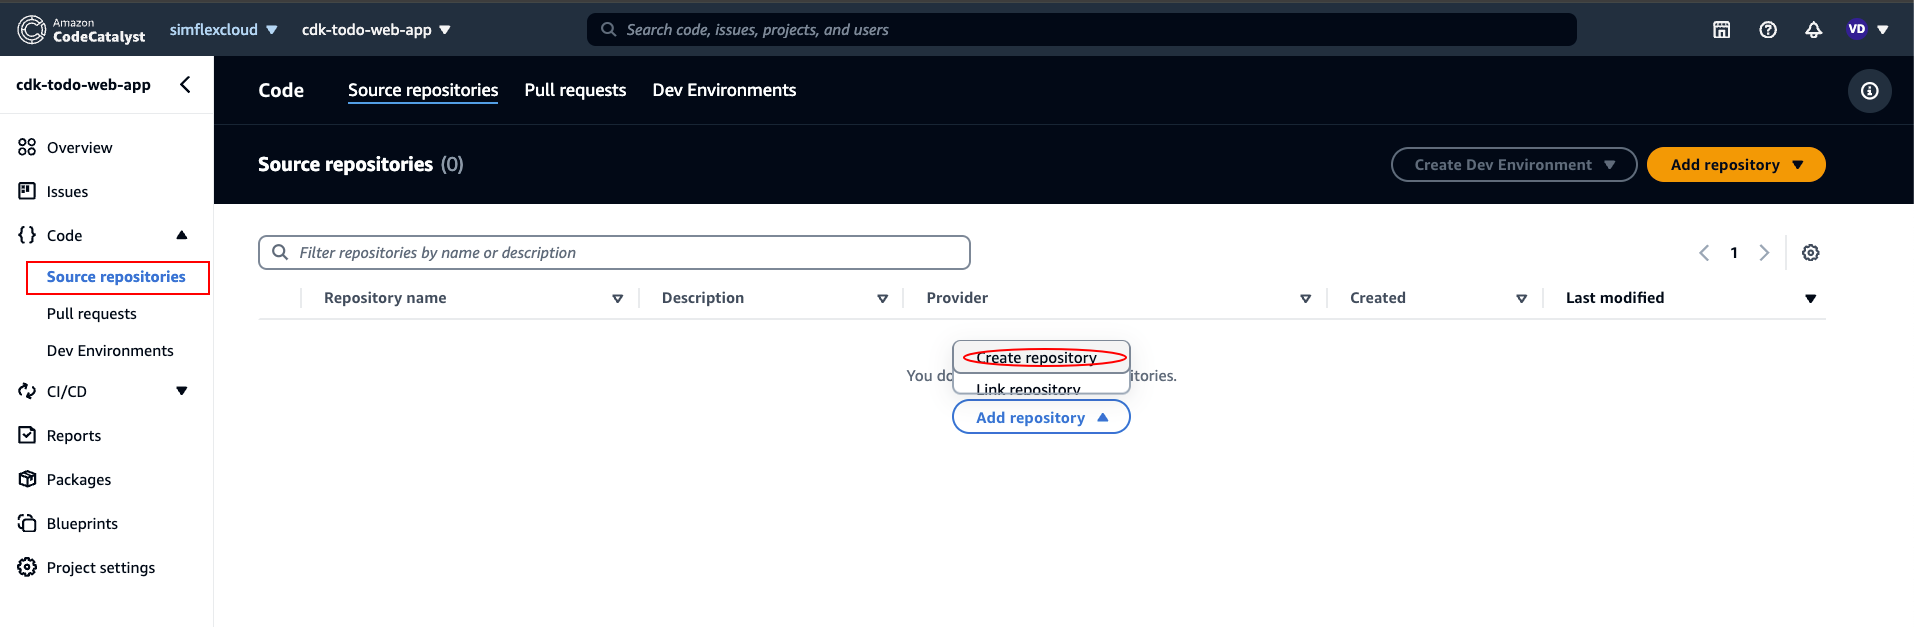 Amazon
CodeCatalyst
simflexcloud
cdk-todo-web-app
Search code, issues, projects, and users
VD
cdk-todo-web-app
Overview
Issues
Code
Source repositories
Pull requests
Dev Environments
CI/CD
Reports
Packages
Blueprints
Project settings
Code
Source repositories
Pull requests
Dev Environments
Source repositories (0)
Create Dev Environment
Add repository
Filter repositories by name or description
1
Repository name
Description
Provider
Created
Last modified
Create repository
You
Link repository
Add repository